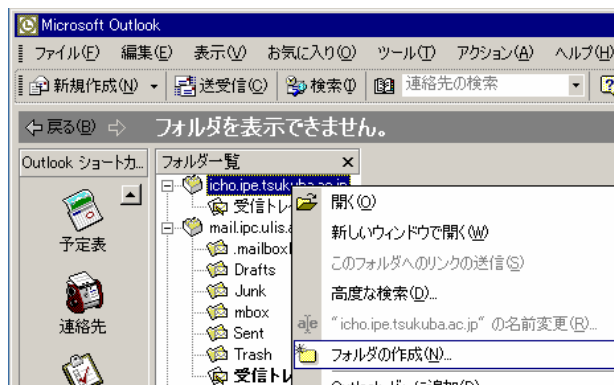 Microsoft Outlook
ファイル(F) 編集(E) 表示(V) お気に入り(O) ツール(T) アクション(A) ヘルプ(H)
新規作成(N) 送受信(C) 検索(I) 連絡先の検索
戻る(B) フォルダを表示できません。
Outlook ショートカ...
フォルダ一覧
icho.ipe.tsukuba.ac.jp
受信トレ
mail.ipc.ulis.a
.mailbox
Drafts
Junk
mbox
Sent
Trash
受信トレ
予定表
連絡先
開く(O)
新しいウィンドウで開く(W)
このフォルダへのリンクの送信(S)
高度な検索(D)...
"icho.ipe.tsukuba.ac.jp" の名前変更(R)...
フォルダの作成(N)...